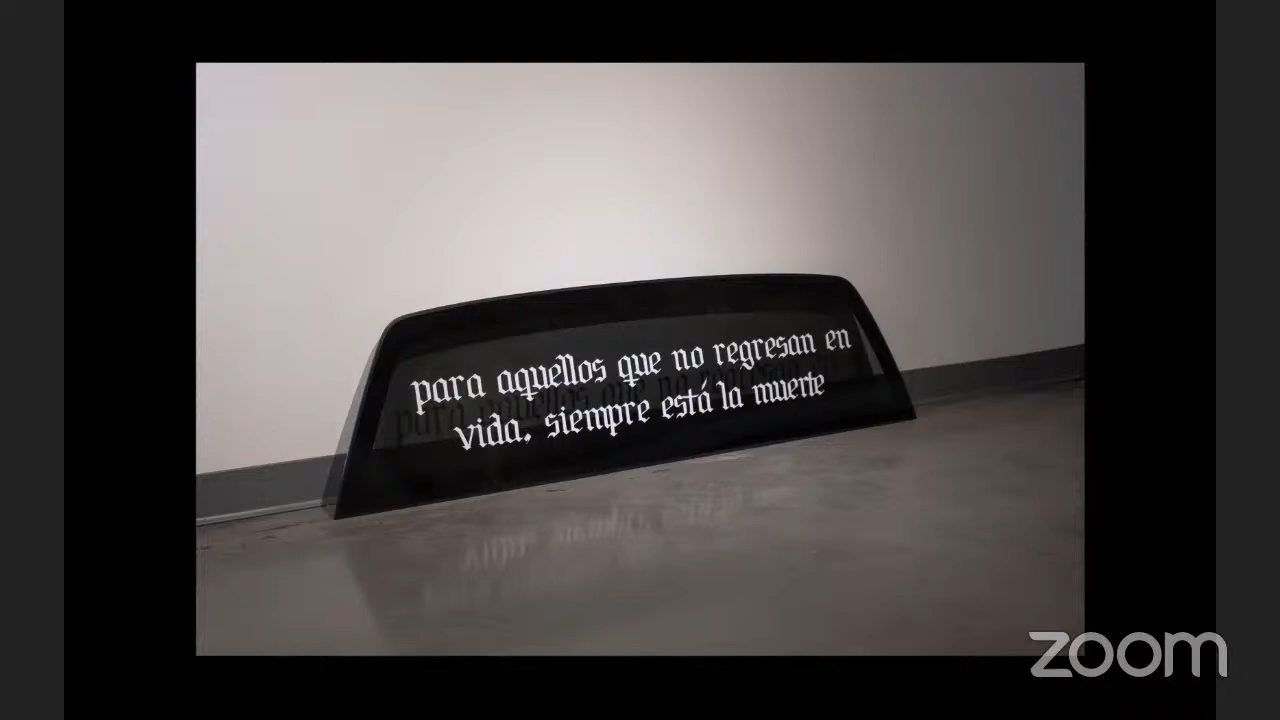 para aquellos que no regresan en
vida, siempre está la muerte
zoom